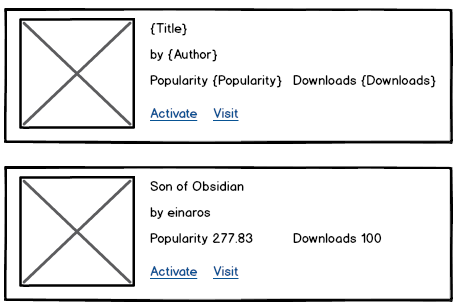 {Title}
by {Author}
Popularity {Popularity} Downloads {Downloads}
Activate Visit
Son of Obsidian
by einaros
Popularity 277.83 Downloads 100
Activate Visit